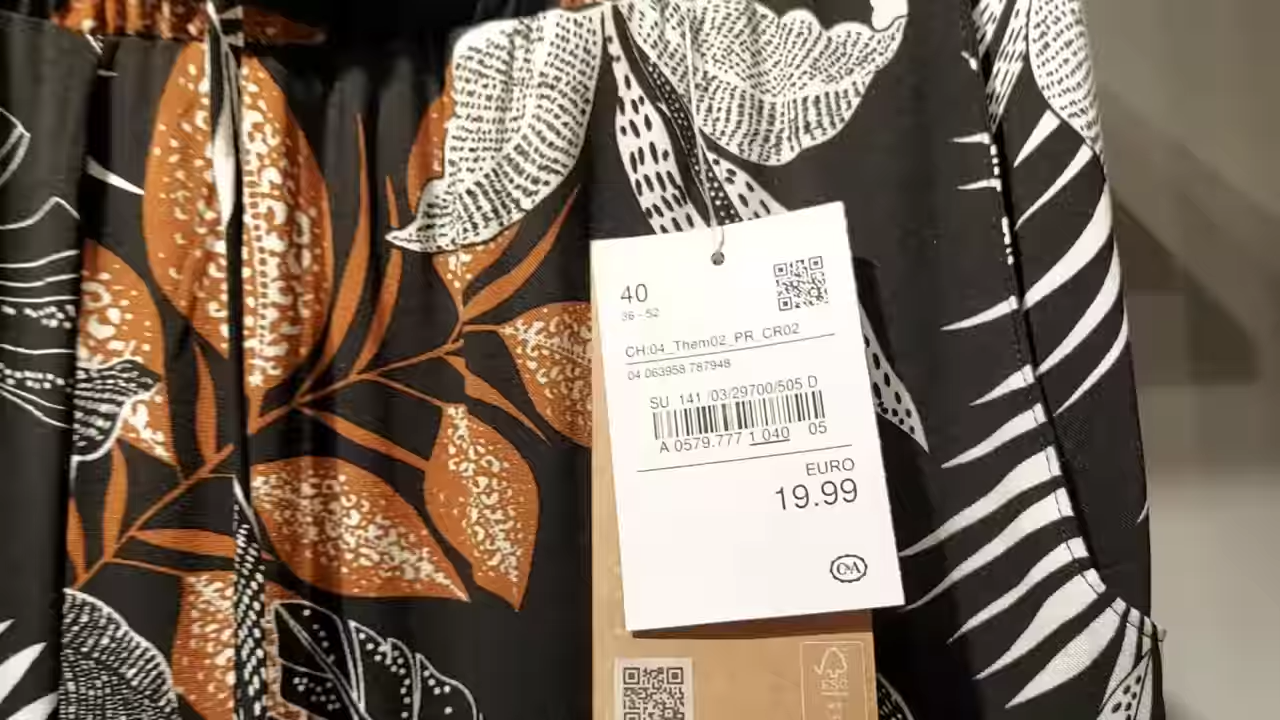 40
36 - 52
CH:04_Them02_PR_CR02
04 063958 787948
SU 141 /03/29700/505 D
A 0579.777 1 040 05
EURO
19.99
C&A
FSC